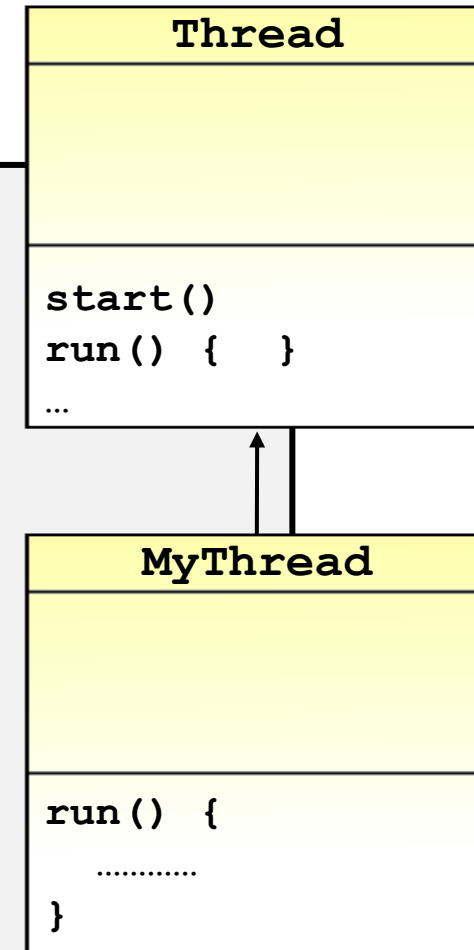 Thread
start()
run() {  }
…
MyThread
run() {
…………
}